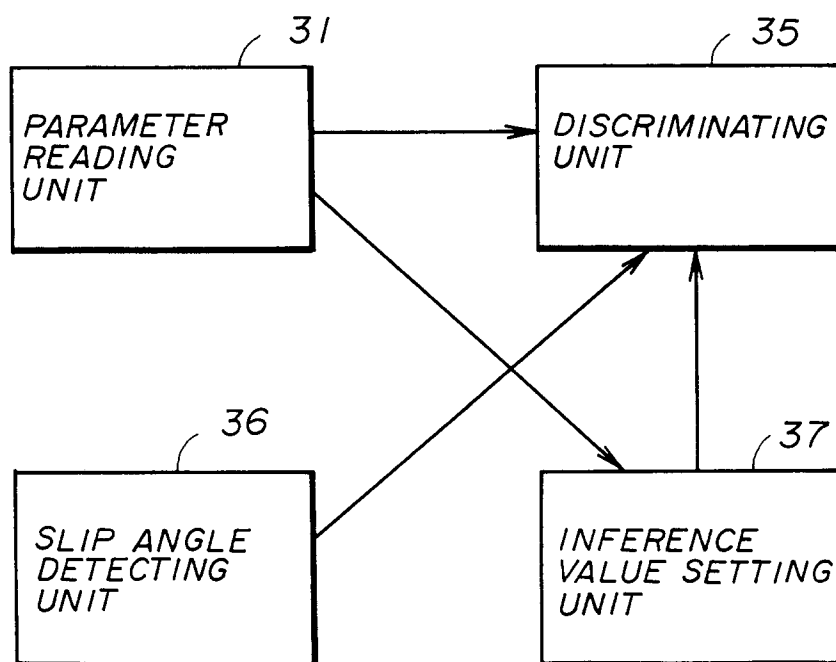 31
PARAMETER
READING
UNIT
35
DISCRIMINATING
UNIT
36
SLIP ANGLE
DETECTING
UNIT
37
INFERENCE
VALUE SETTING
UNIT